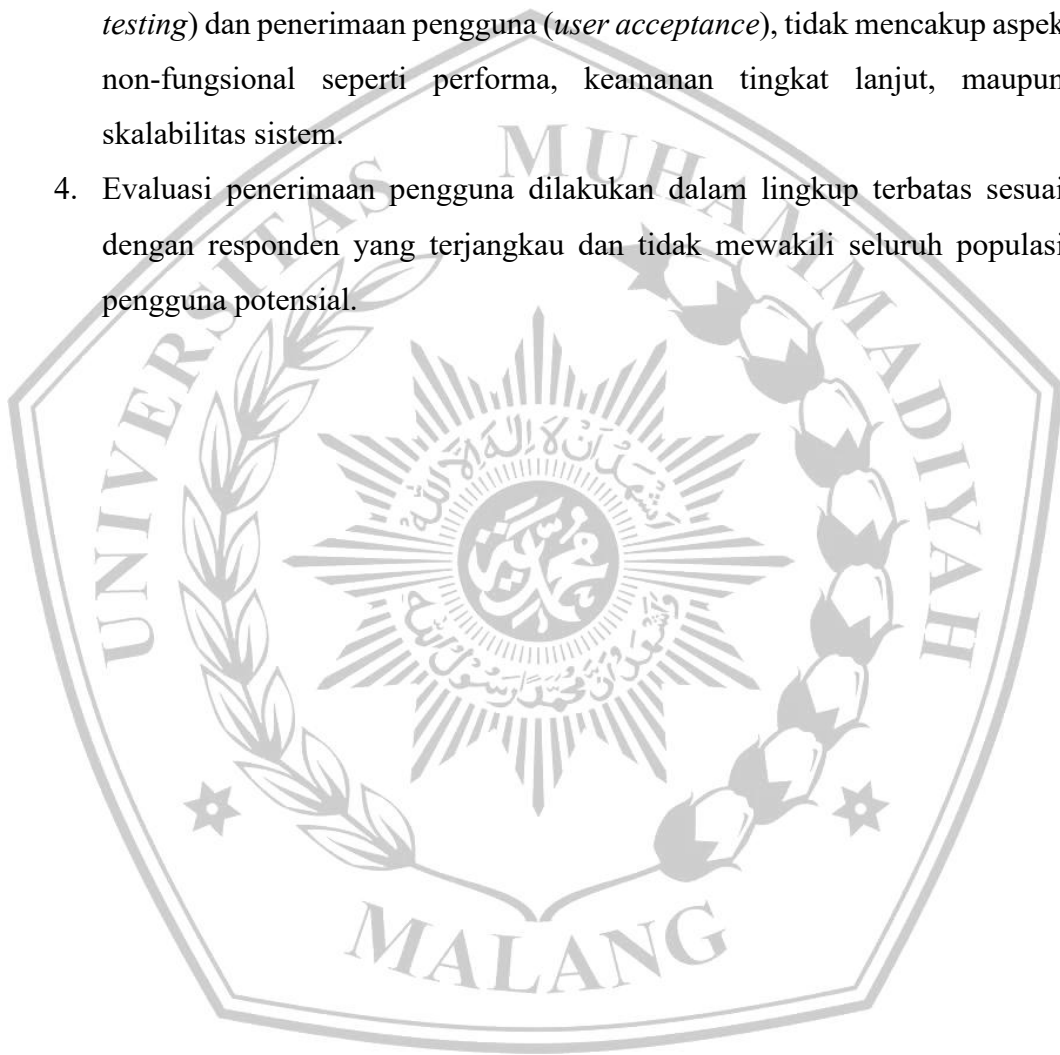 testing) dan penerimaan pengguna (user acceptance), tidak mencakup aspek
non-fungsional seperti performa, keamanan tingkat lanjut, maupun
skalabilitas sistem.
4. Evaluasi penerimaan pengguna dilakukan dalam lingkup terbatas sesuai
dengan responden yang terjangkau dan tidak mewakili seluruh populasi
pengguna potensial.
UNIVERSITAS MUHAMMADIYAH
MALANG